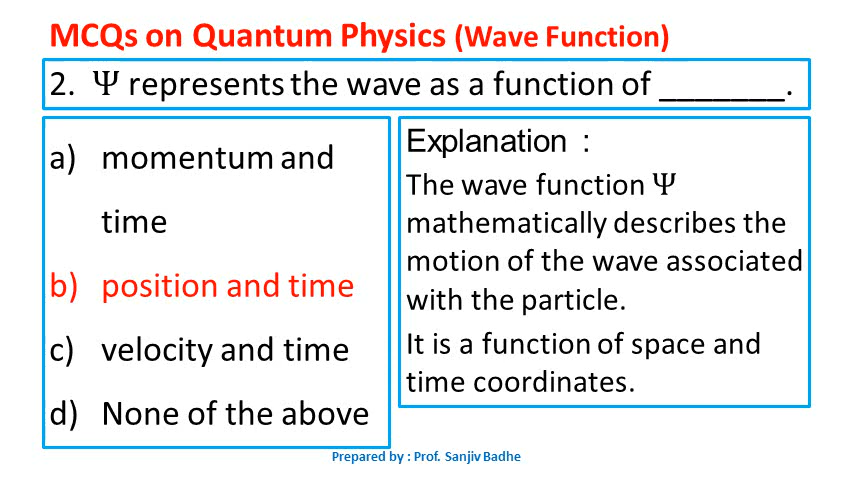 MCQs on Quantum Physics (Wave Function)
2. Ψ represents the wave as a function of _______.
a) momentum and
time
b) position and time
c) velocity and time
d) None of the above
Explanation :
The wave function Ψ
mathematically describes the
motion of the wave associated
with the particle.
It is a function of space and
time coordinates.
Prepared by : Prof. Sanjiv Badhe